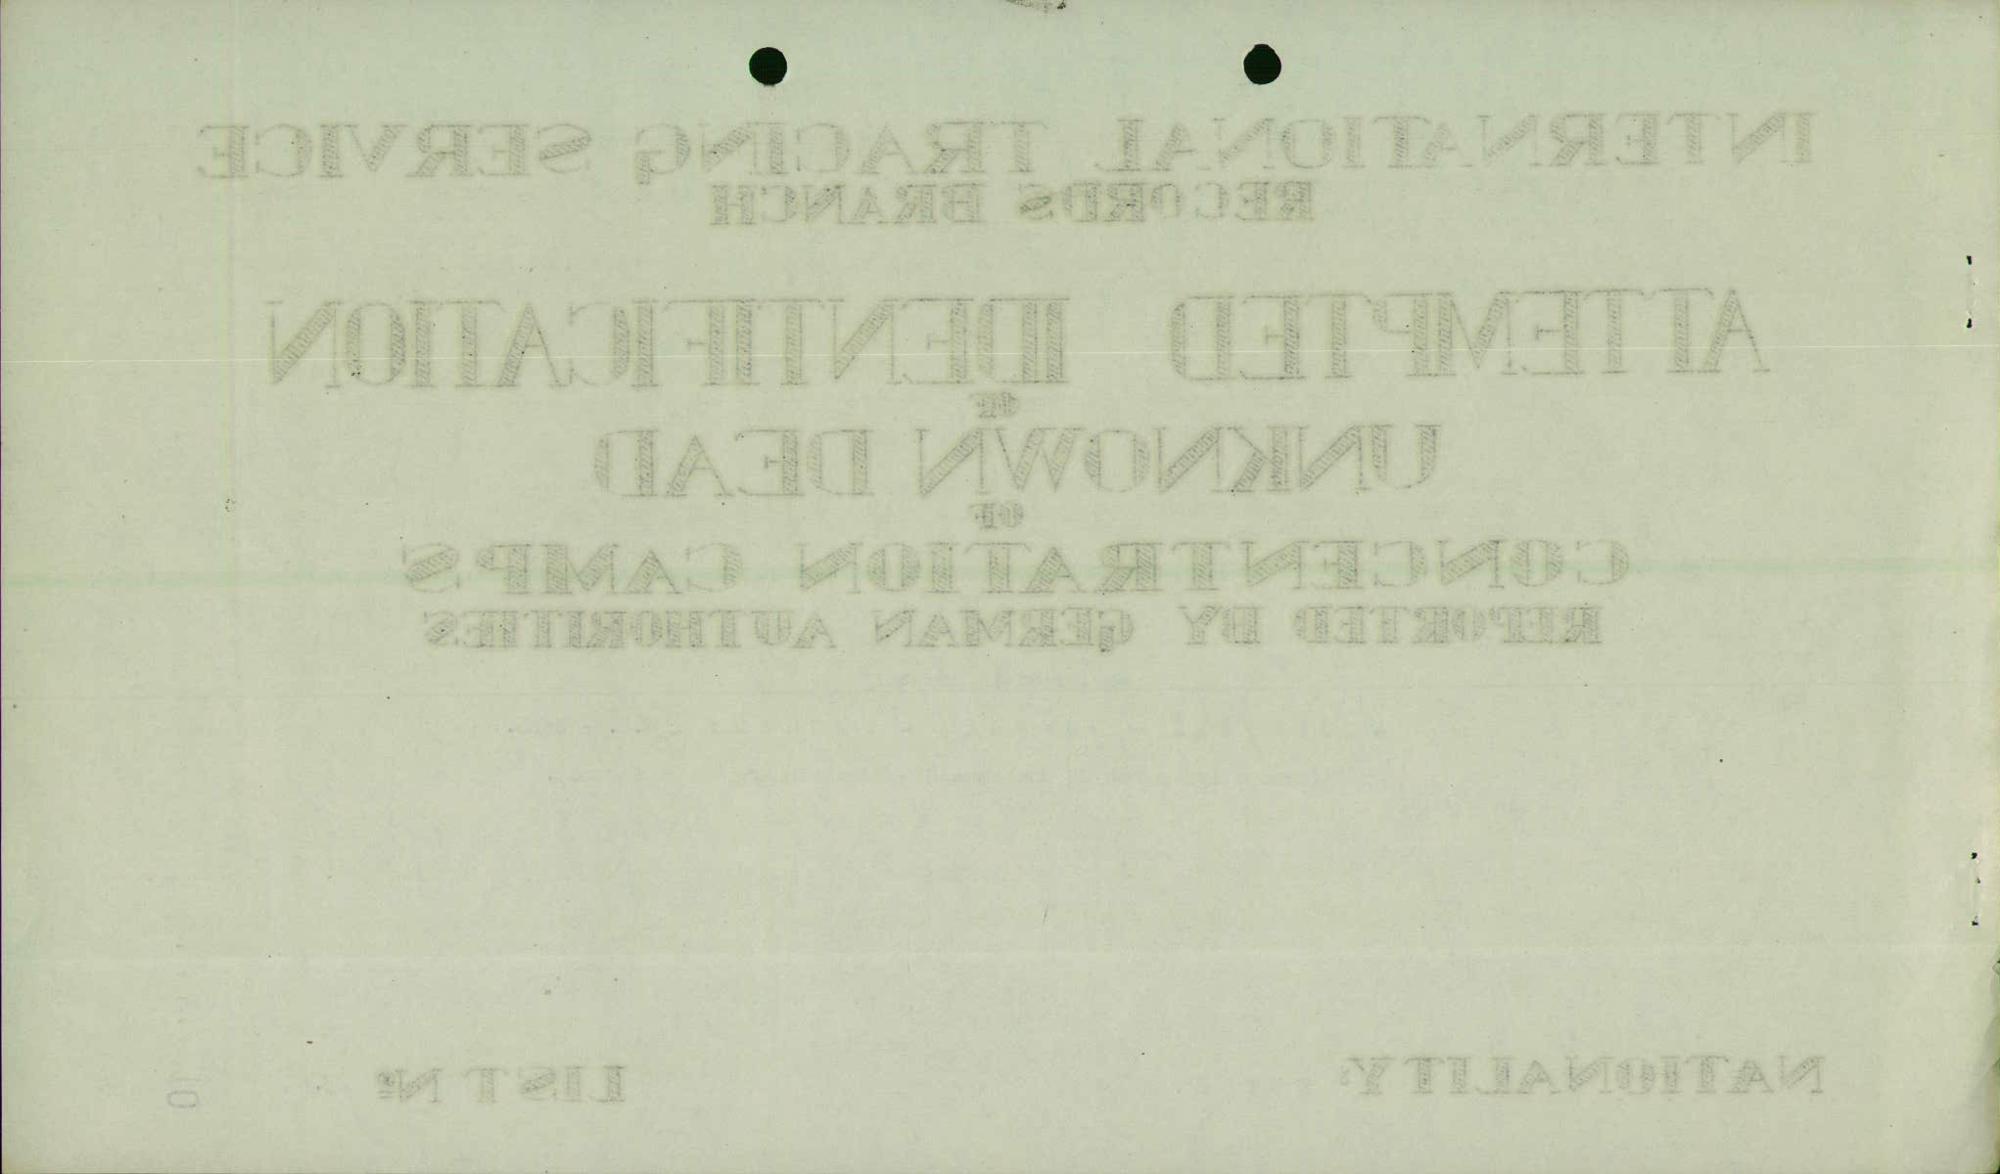 INTERNATIONAL TRACING SERVICE
RECORDS BRANCH
ATTEMPTED IDENTIFICATION
OF
UNKNOWN DEAD
OF
CONCENTRATION CAMPS
REPORTED BY GERMAN AUTHORITIES
NATIONALITY: LIST Nº